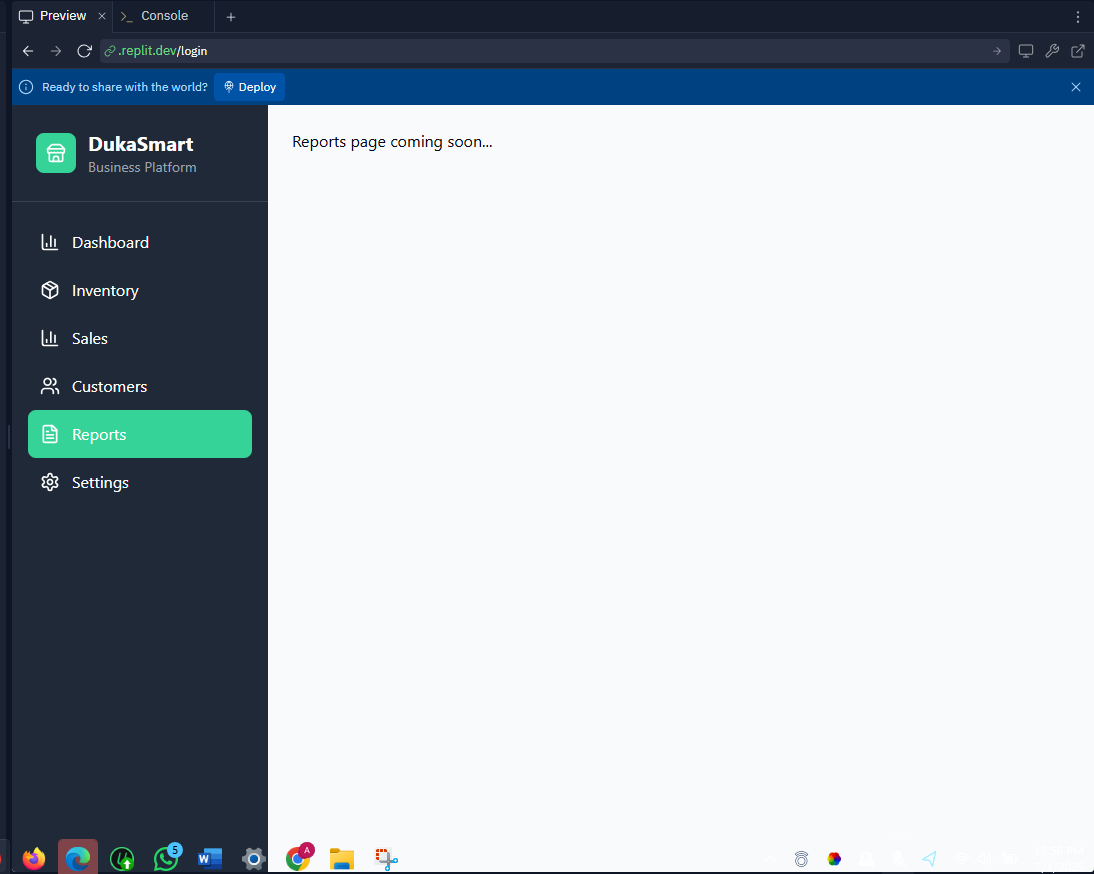 Preview
Console
.replit.dev/login
Ready to share with the world?
Deploy
DukaSmart
Business Platform
Dashboard
Inventory
Sales
Customers
Reports
Settings
Reports page coming soon...
5
W
A